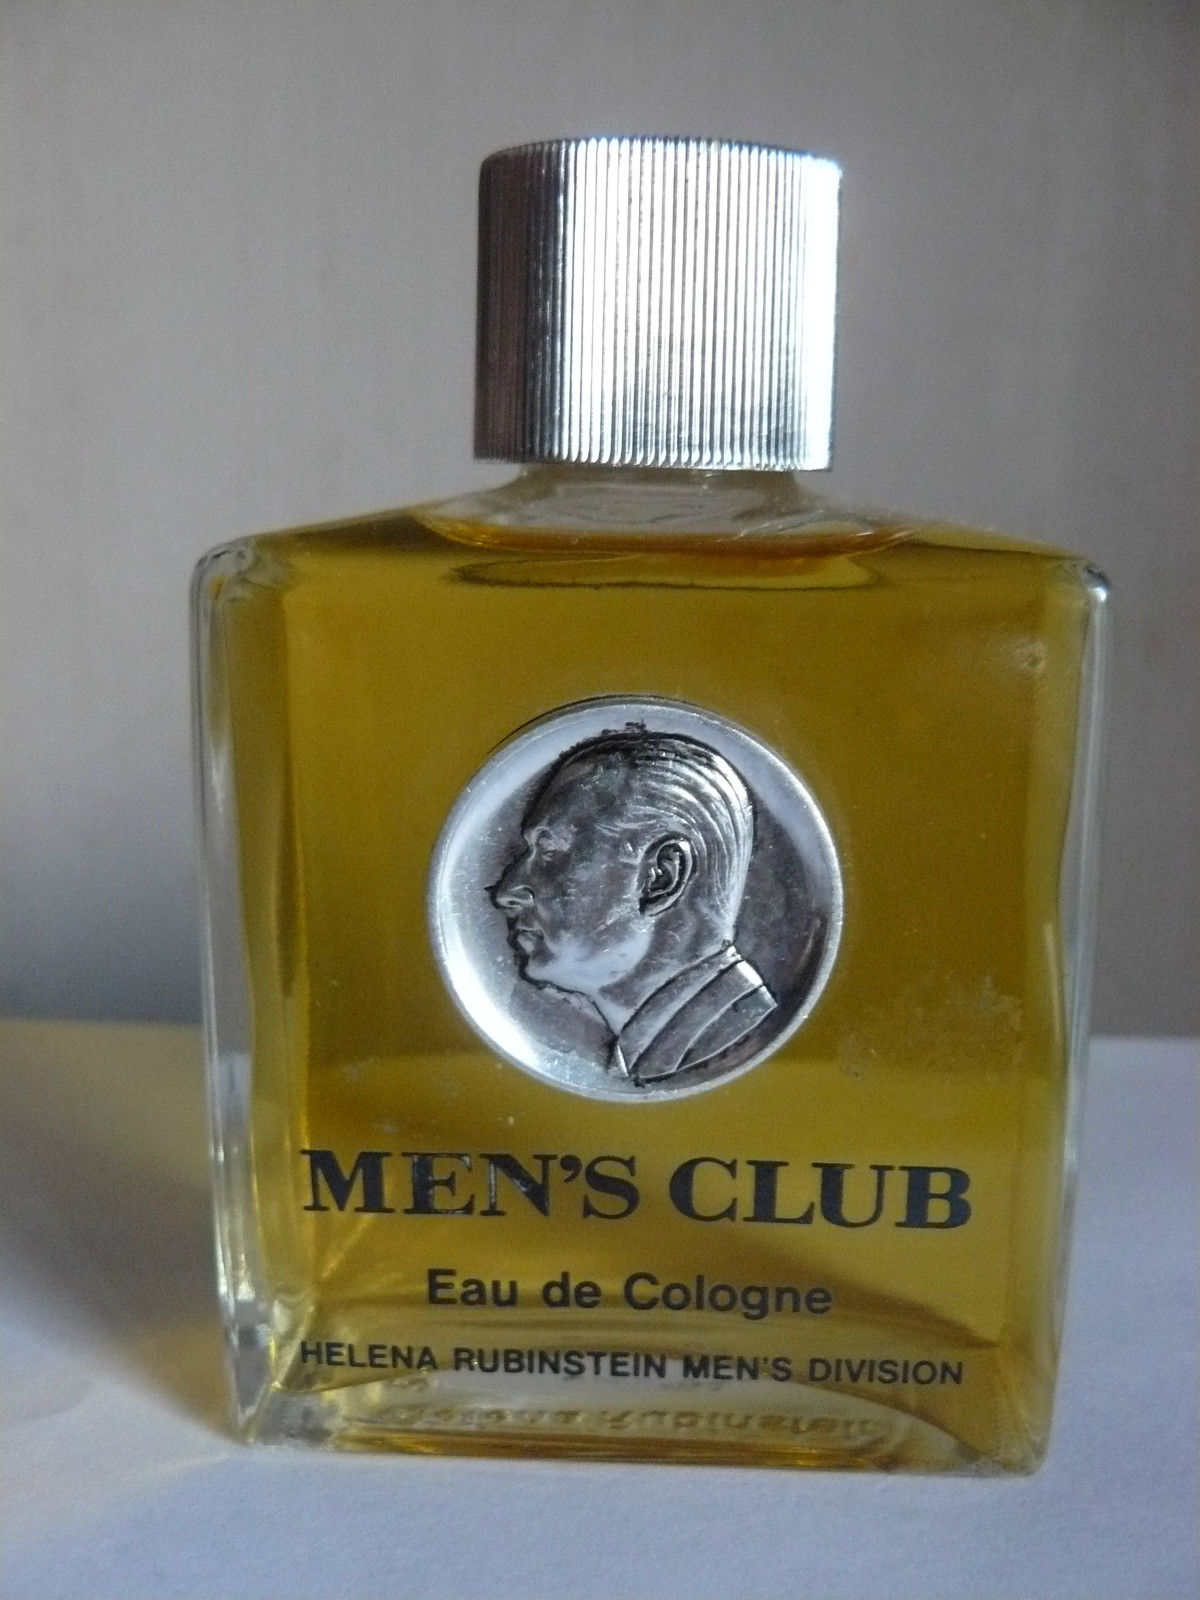 MEN'S CLUB
Eau de Cologne
HELENA RUBINSTEIN MEN'S DIVISION